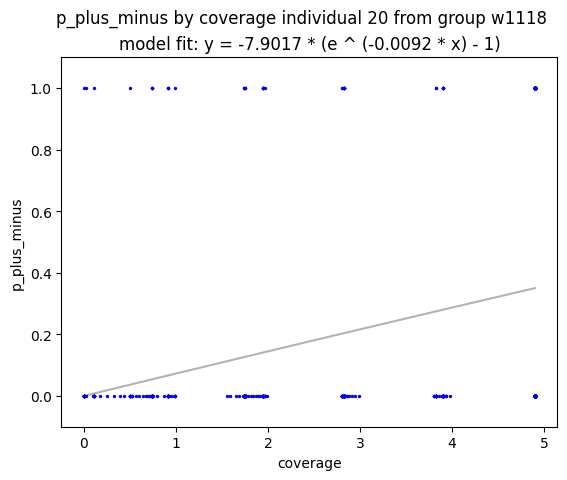 p_plus_minus by coverage individual 20 from group w1118
model fit: y = -7.9017 * (e ^ (-0.0092 * x) - 1)
1.0
0.8
0.6
0.4
0.2
0.0
p_plus_minus
0 1 2 3 4 5
coverage